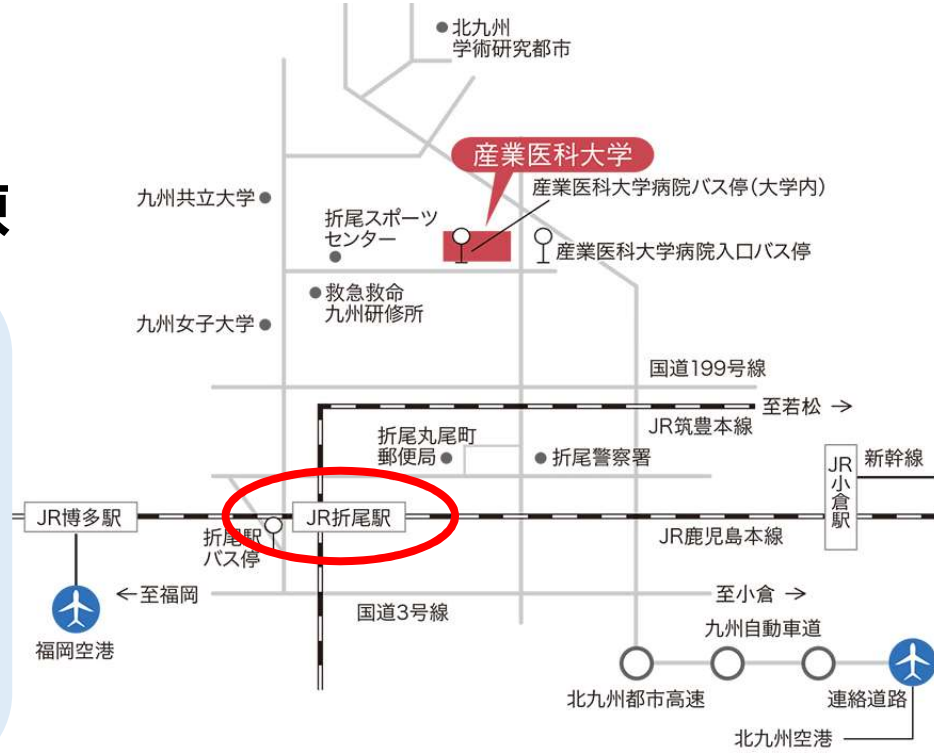 北九州
学術研究都市
産業医科大学
産業医科大学病院バス停(大学内)
九州共立大学
折尾スポーツ
センター
産業医科大学病院入口バス停
救急救命
九州研修所
九州女子大学
国道199号線
至若松 →
JR筑豊本線
折尾丸尾町
郵便局
折尾警察署
JR小倉駅
新幹線
JR博多駅
JR折尾駅
折尾駅
バス停
JR鹿児島本線
←至福岡
至小倉 →
国道3号線
九州自動車道
福岡空港
北九州都市高速
連絡道路
北九州空港